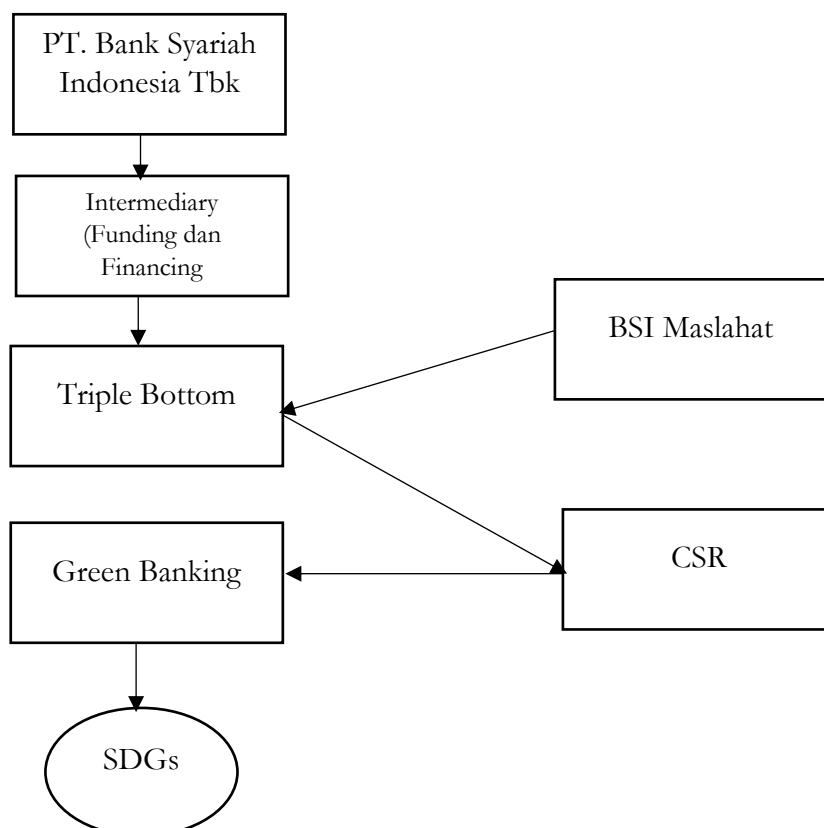 PT. Bank Syariah
Indonesia Tbk
Intermediary
(Funding dan
Financing
BSI Maslahat
Triple Bottom
CSR
Green Banking
SDGs